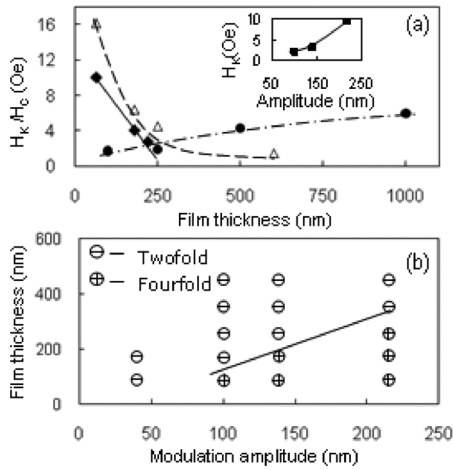 (a)
H_K/H_C (Oe)
16
12
8
4
0
0 250 500 750 1000
Film thickness (nm)
H_K(Oe)
10
5
0
50 150 250
Amplitude (nm)
(b)
Film thickness (nm)
600
400
200
0
0 50 100 150 200 250
Modulation amplitude (nm)
⊖ — Twofold
⊕ — Fourfold